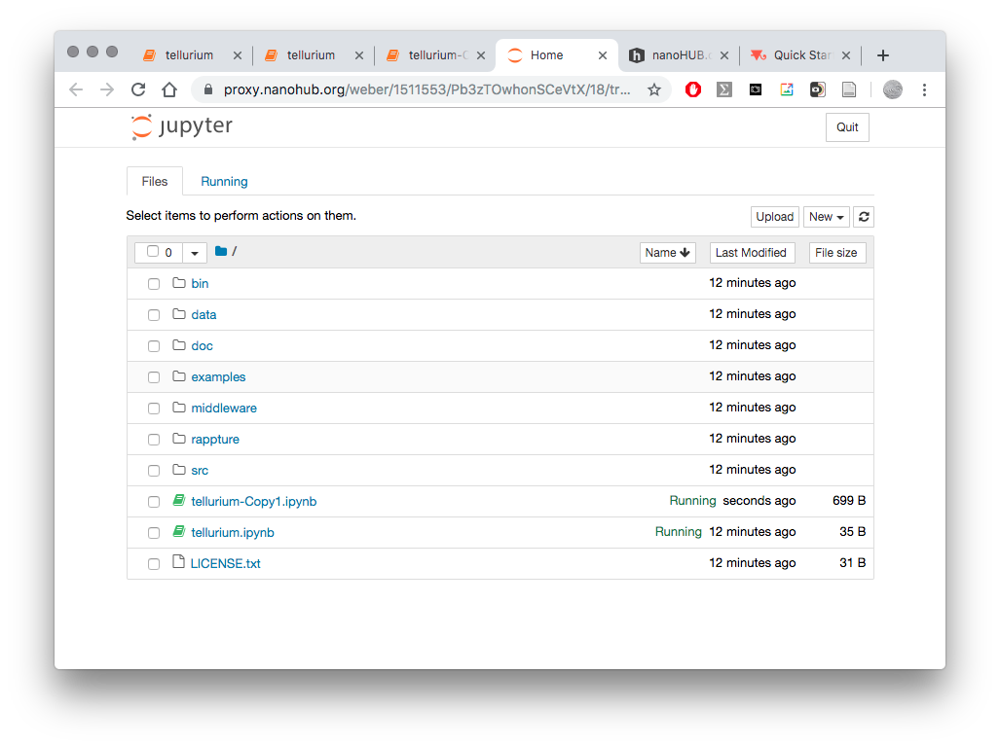 tellurium tellurium tellurium-C Home nanoHUB. Quick Star
proxy.nanohub.org/weber/1511553/Pb3zTOwhonSCeVtX/18/tr...
jupyter Quit
Files Running
Select items to perform actions on them. Upload New
0 / Name Last Modified File size
bin 12 minutes ago
data 12 minutes ago
doc 12 minutes ago
examples 12 minutes ago
middleware 12 minutes ago
rappture 12 minutes ago
src 12 minutes ago
tellurium-Copy1.ipynb Running seconds ago 699 B
tellurium.ipynb Running 12 minutes ago 35 B
LICENSE.txt 12 minutes ago 31 B